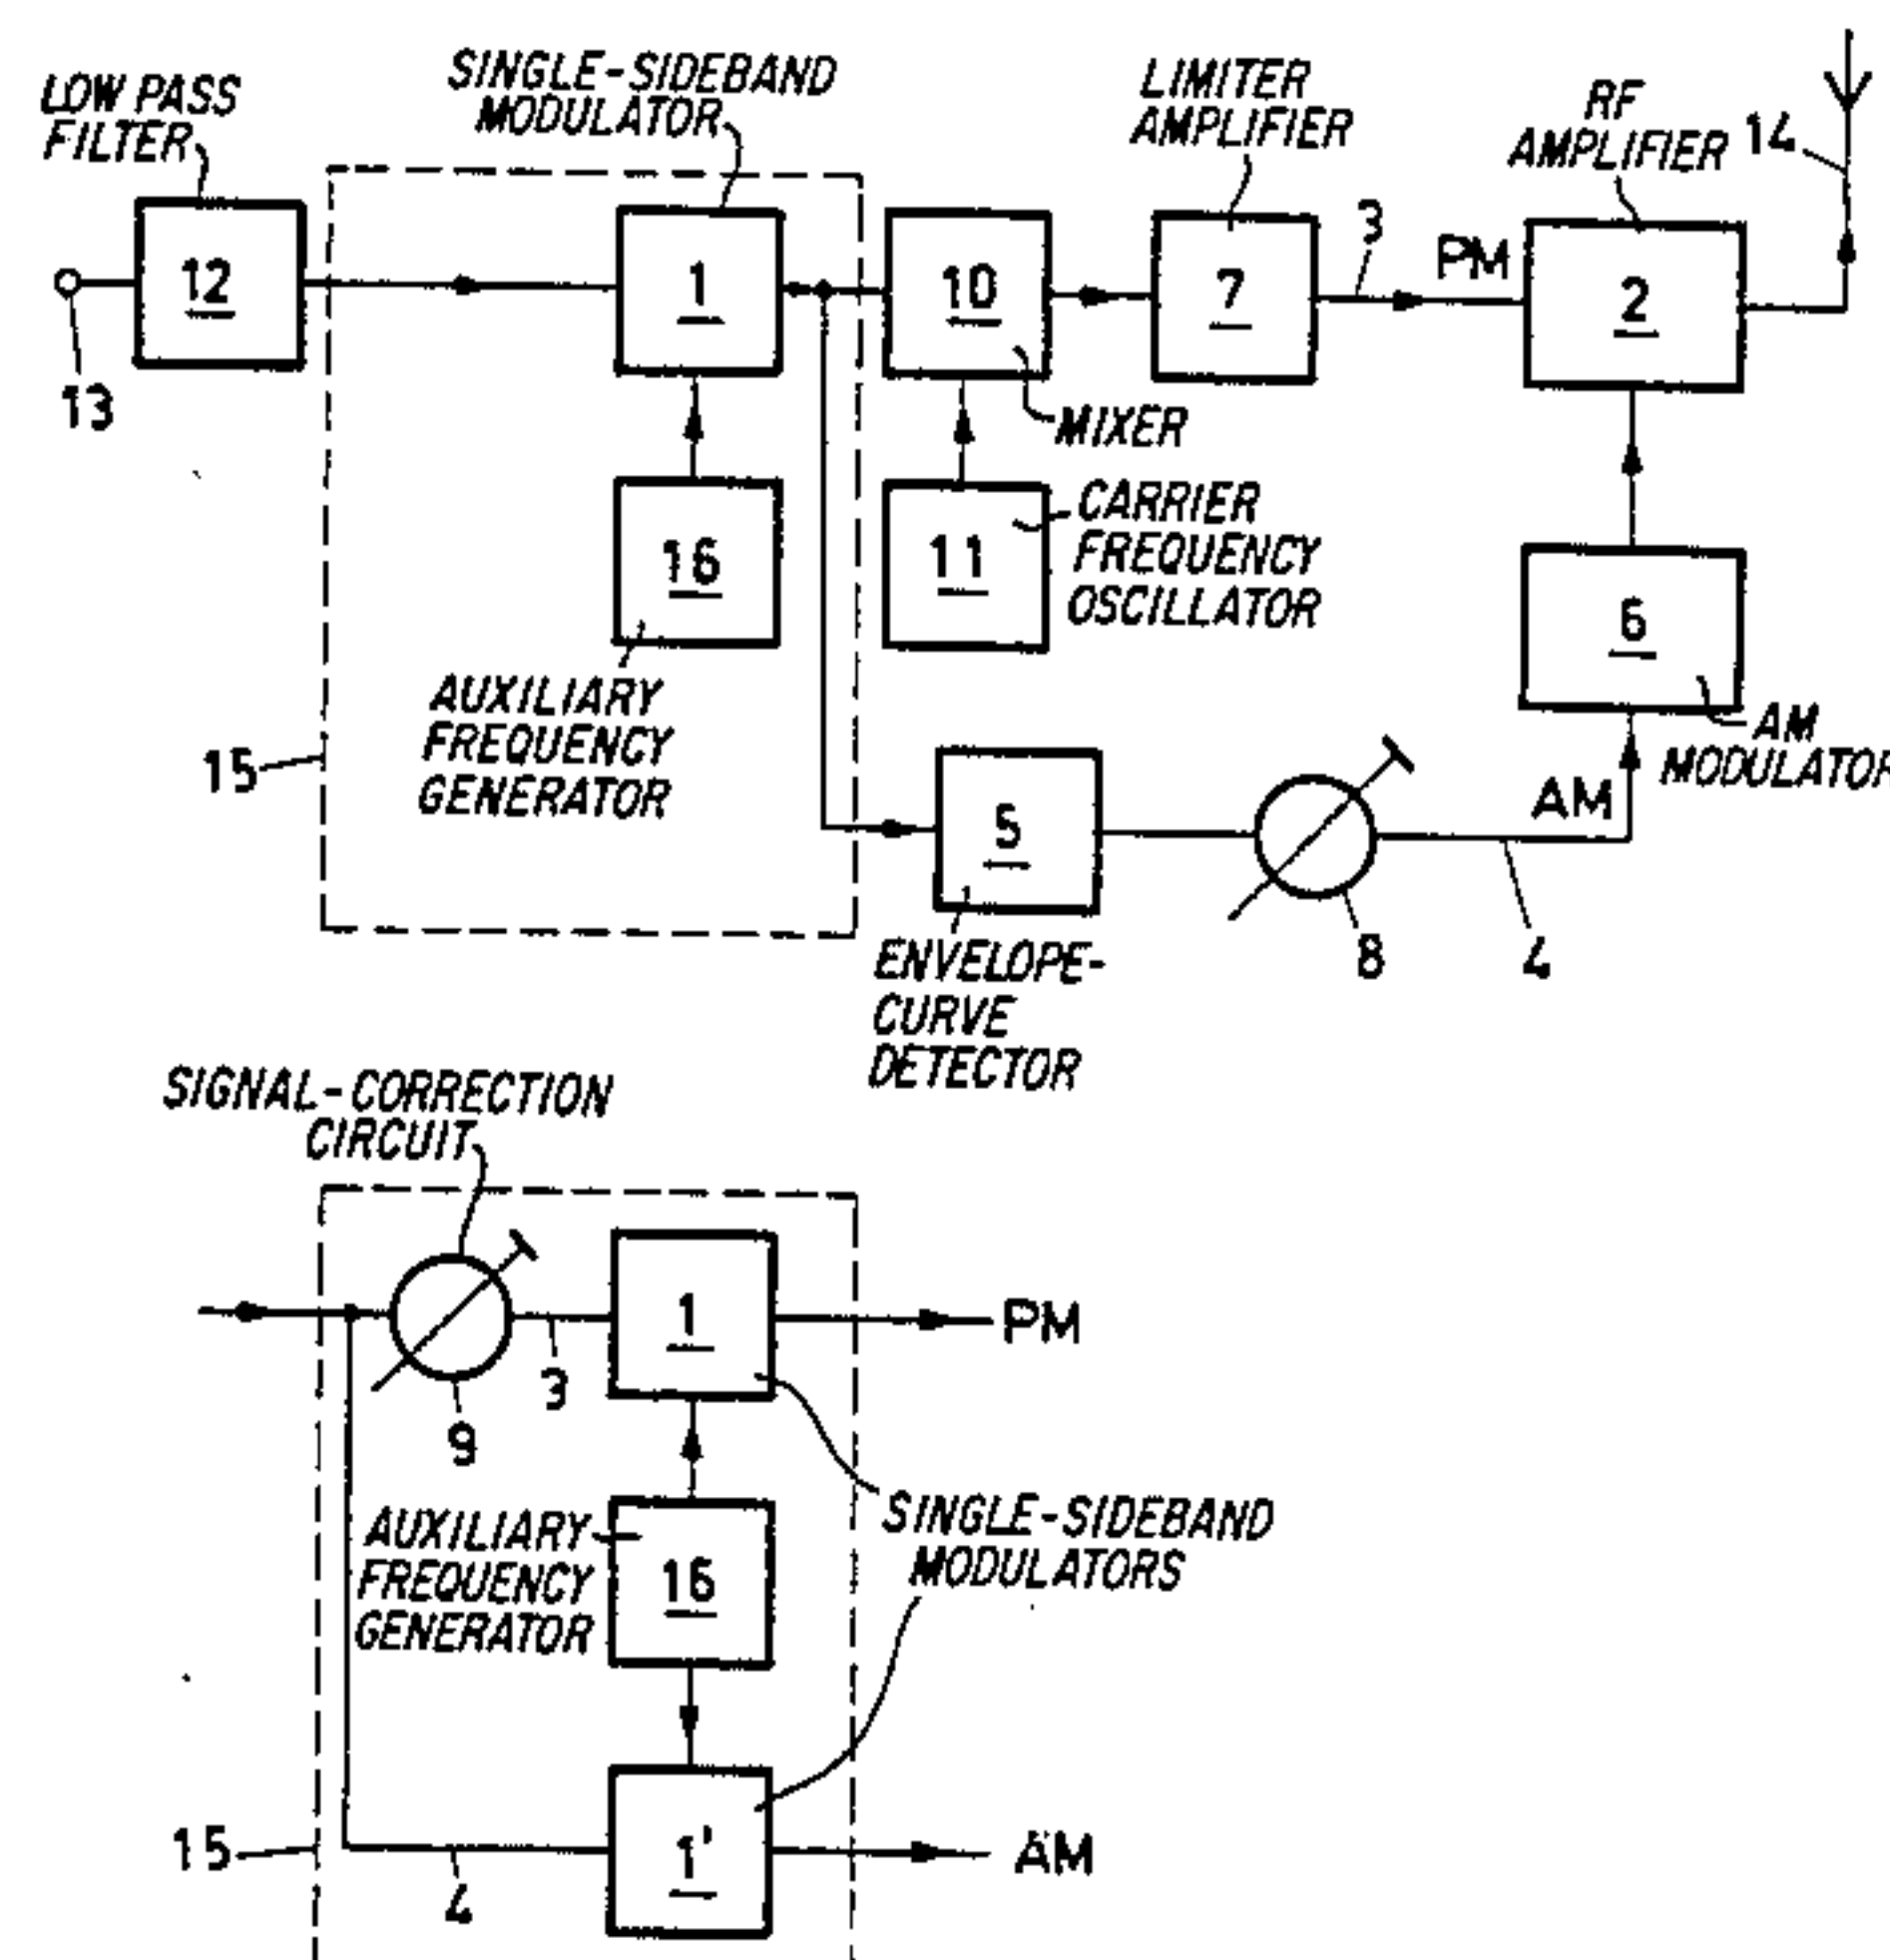 LOW PASS
FILTER
SINGLE-SIDEBAND
MODULATOR
LIMITER
AMPLIFIER
RF
AMPLIFIER
14
12
1
10
7
3
PM
2
13
MIXER
16
11
CARRIER
FREQUENCY
OSCILLATOR
6
AUXILIARY
FREQUENCY
GENERATOR
15
5
AM
AM
MODULATOR
8
4
ENVELOPE-
CURVE
DETECTOR
SIGNAL-CORRECTION
CIRCUIT
1
PM
3
9
AUXILIARY
FREQUENCY
GENERATOR
16
SINGLE-SIDEBAND
MODULATORS
15
4
1'
AM